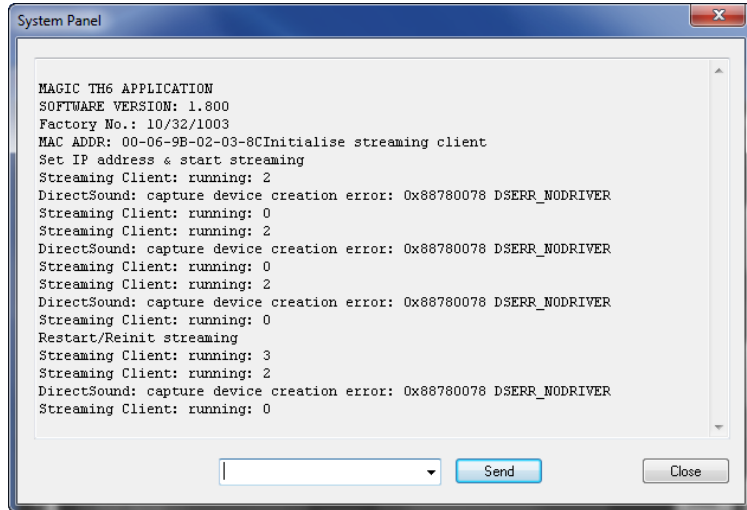 System Panel
MAGIC TH6 APPLICATION
SOFTWARE VERSION: 1.800
Factory No.: 10/32/1003
MAC ADDR: 00-06-9B-02-03-8CInitialise streaming client
Set IP address & start streaming
Streaming Client: running: 2
DirectSound: capture device creation error: 0x88780078 DSERR_NODRIVER
Streaming Client: running: 0
Streaming Client: running: 2
DirectSound: capture device creation error: 0x88780078 DSERR_NODRIVER
Streaming Client: running: 0
Streaming Client: running: 2
DirectSound: capture device creation error: 0x88780078 DSERR_NODRIVER
Streaming Client: running: 0
Restart/Reinit streaming
Streaming Client: running: 3
Streaming Client: running: 2
DirectSound: capture device creation error: 0x88780078 DSERR_NODRIVER
Streaming Client: running: 0
Send Close